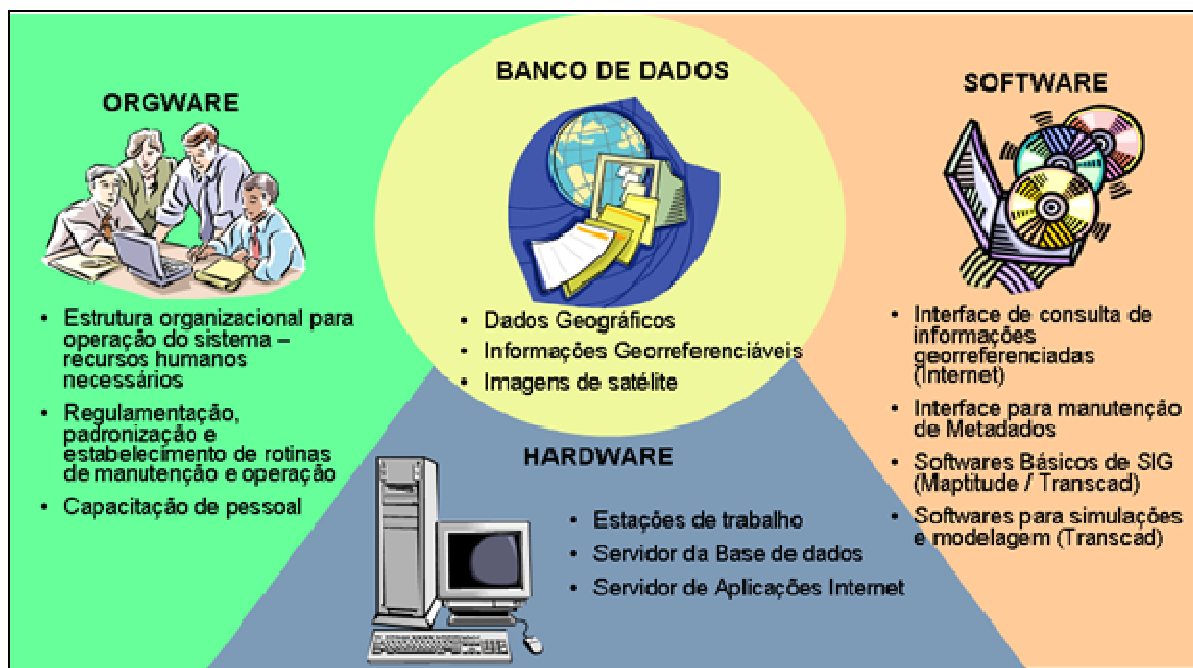 ORGWARE
• Estrutura organizacional para
operação do sistema –
recursos humanos
necessários
• Regulamentação,
padronização e
estabelecimento de rotinas
de manutenção e operação
• Capacitação de pessoal
BANCO DE DADOS
• Dados Geográficos
• Informações Georreferenciáveis
• Imagens de satélite
HARDWARE
• Estações de trabalho
• Servidor da Base de dados
• Servidor de Aplicações Internet
SOFTWARE
• Interface de consulta de
informações
georreferenciadas
(Internet)
• Interface para manutenção
de Metadados
• Softwares Básicos de SIG
(Maptitude / Transcad)
• Softwares para simulações
e modelagem (Transcad)